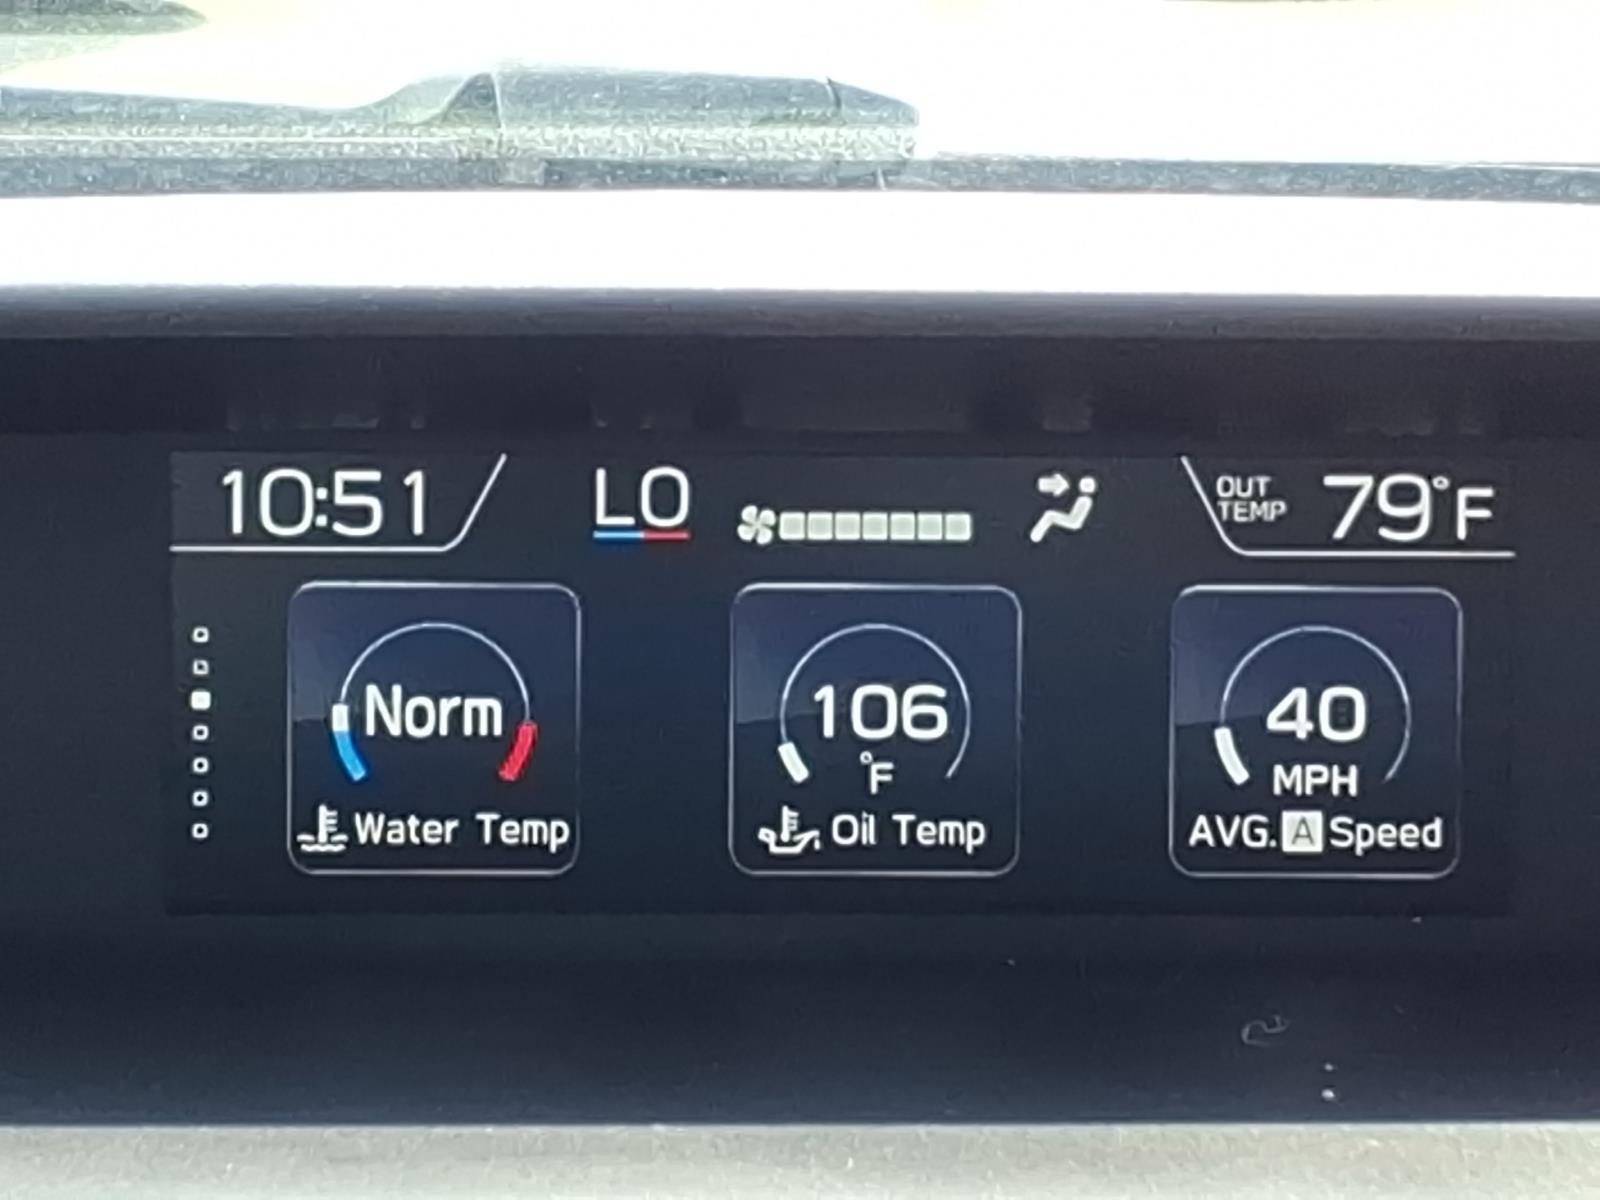 10:51 LO OUT TEMP 79°F
Norm 106 40
°F MPH
Water Temp Oil Temp AVG. A Speed